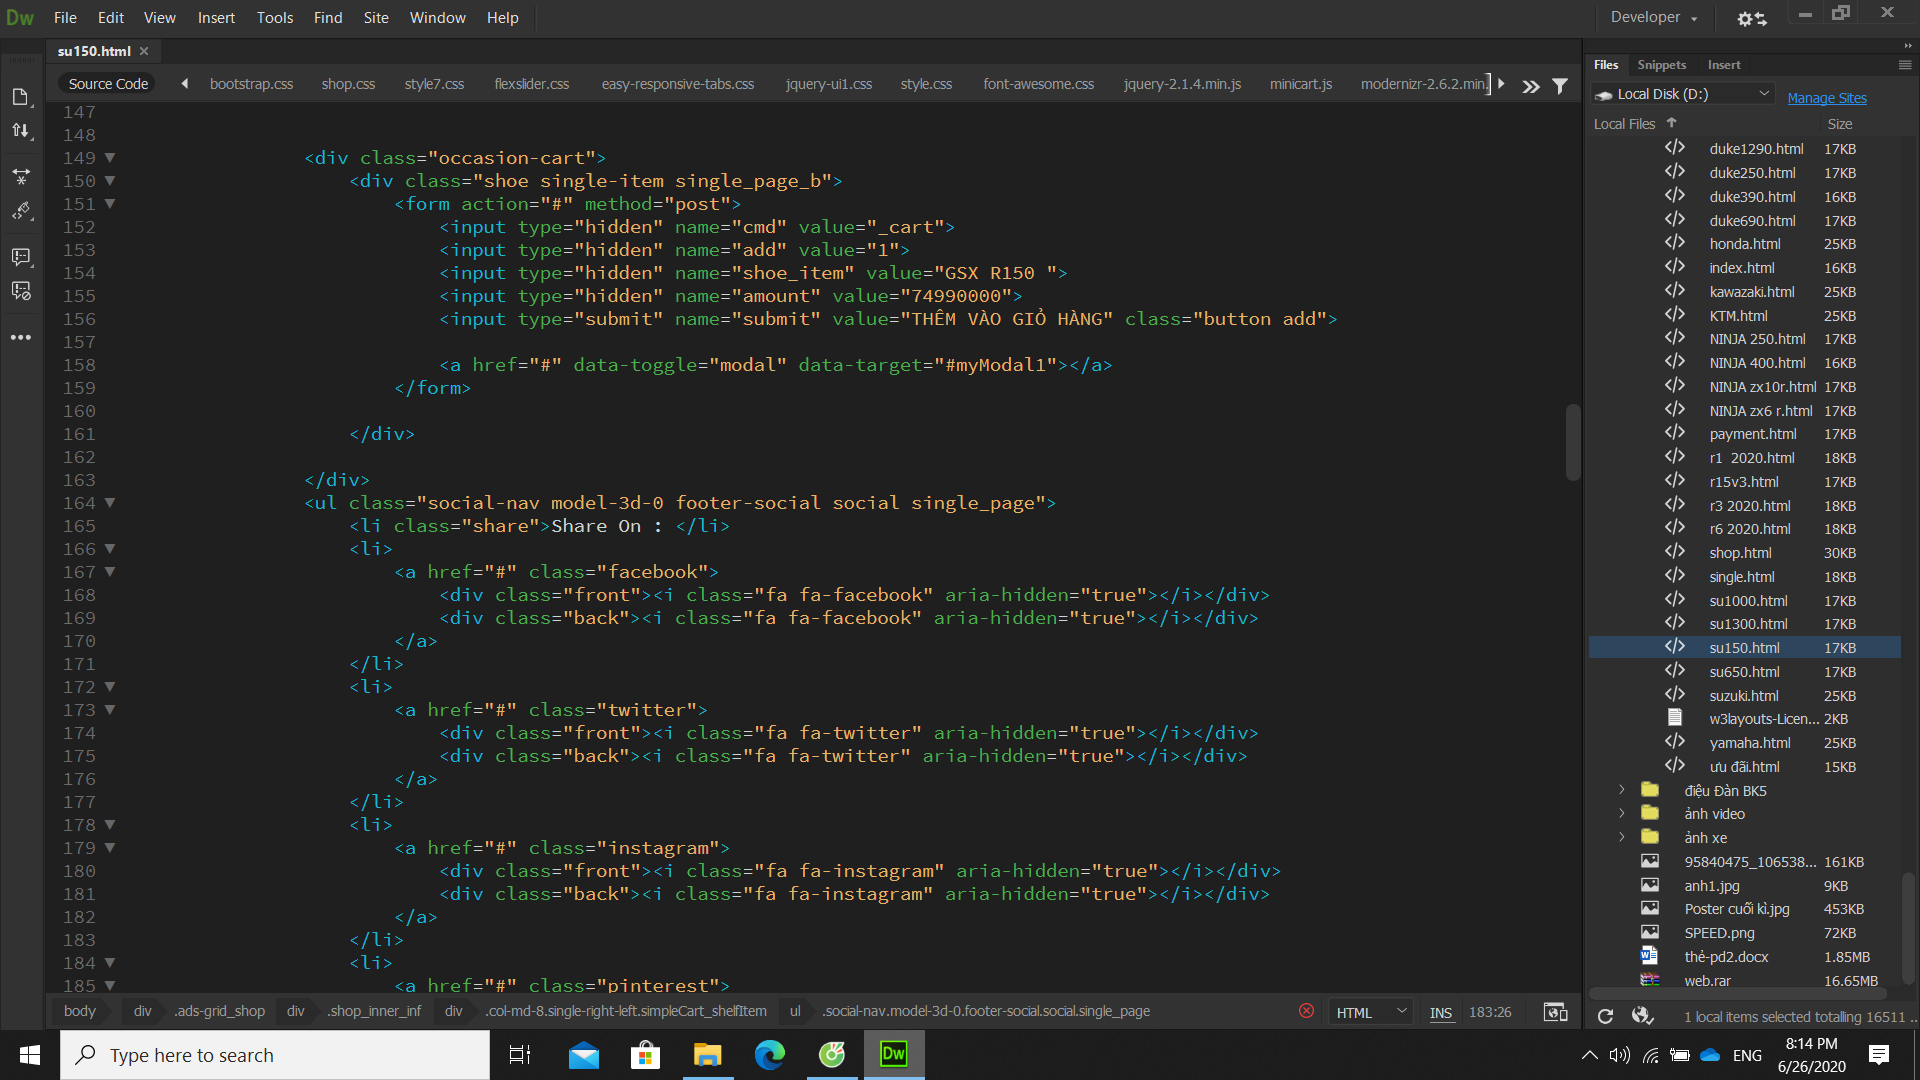 Dw File Edit View Insert Tools Find Site Window Help Developer
su150.html
Source Code bootstrap.css shop.css style7.css flexslider.css easy-responsive-tabs.css jquery-ui1.css style.css font-awesome.css jquery-2.1.4.min.js minicart.js modernizr-2.6.2.min.
147
148
149 <div class="occasion-cart">
150 <div class="shoe single-item single_page_b">
151 <form action="#" method="post">
152 <input type="hidden" name="cmd" value="_cart">
153 <input type="hidden" name="add" value="1">
154 <input type="hidden" name="shoe_item" value="GSX R150 ">
155 <input type="hidden" name="amount" value="74990000">
156 <input type="submit" name="submit" value="THÊM VÀO GIỎ HÀNG" class="button add">
157
158 <a href="#" data-toggle="modal" data-target="#myModal1"></a>
159 </form>
160
161 </div>
162
163 </div>
164 <ul class="social-nav model-3d-0 footer-social social single_page">
165 <li class="share">Share On : </li>
166 <li>
167 <a href="#" class="facebook">
168 <div class="front"><i class="fa fa-facebook" aria-hidden="true"></i></div>
169 <div class="back"><i class="fa fa-facebook" aria-hidden="true"></i></div>
170 </a>
171 </li>
172 <li>
173 <a href="#" class="twitter">
174 <div class="front"><i class="fa fa-twitter" aria-hidden="true"></i></div>
175 <div class="back"><i class="fa fa-twitter" aria-hidden="true"></i></div>
176 </a>
177 </li>
178 <li>
179 <a href="#" class="instagram">
180 <div class="front"><i class="fa fa-instagram" aria-hidden="true"></i></div>
181 <div class="back"><i class="fa fa-instagram" aria-hidden="true"></i></div>
182 </a>
183 </li>
184 <li>
185 <a href="#" class="pinterest">
body div .ads-grid_shop div .shop_inner_inf div .col-md-8.single-right-left.simpleCart_shelfItem ul .social-nav.model-3d-0.footer-social.social.single_page HTML INS 183:26
Files Snippets Insert
Local Disk (D:) Manage Sites
Local Files Size
duke1290.html 17KB
duke250.html 17KB
duke390.html 16KB
duke690.html 17KB
honda.html 25KB
index.html 16KB
kawazaki.html 25KB
KTM.html 25KB
NINJA 250.html 17KB
NINJA 400.html 16KB
NINJA zx10r.html 17KB
NINJA zx6 r.html 17KB
payment.html 17KB
r1 2020.html 18KB
r15v3.html 17KB
r3 2020.html 18KB
r6 2020.html 18KB
shop.html 30KB
single.html 18KB
su1000.html 17KB
su1300.html 17KB
su150.html 17KB
su650.html 17KB
suzuki.html 25KB
w3layouts-Licen... 2KB
yamaha.html 25KB
ưu đãi.html 15KB
điệu Đàn BK5
ảnh video
ảnh xe
95840475_106538... 161KB
anh1.jpg 9KB
Poster cuối kì.jpg 453KB
SPEED.png 72KB
thẻ-pd2.docx 1.85MB
web.rar 16.65MB
1 local items selected totalling 16511 ..
Type here to search
Dw
ENG
8:14 PM
6/26/2020